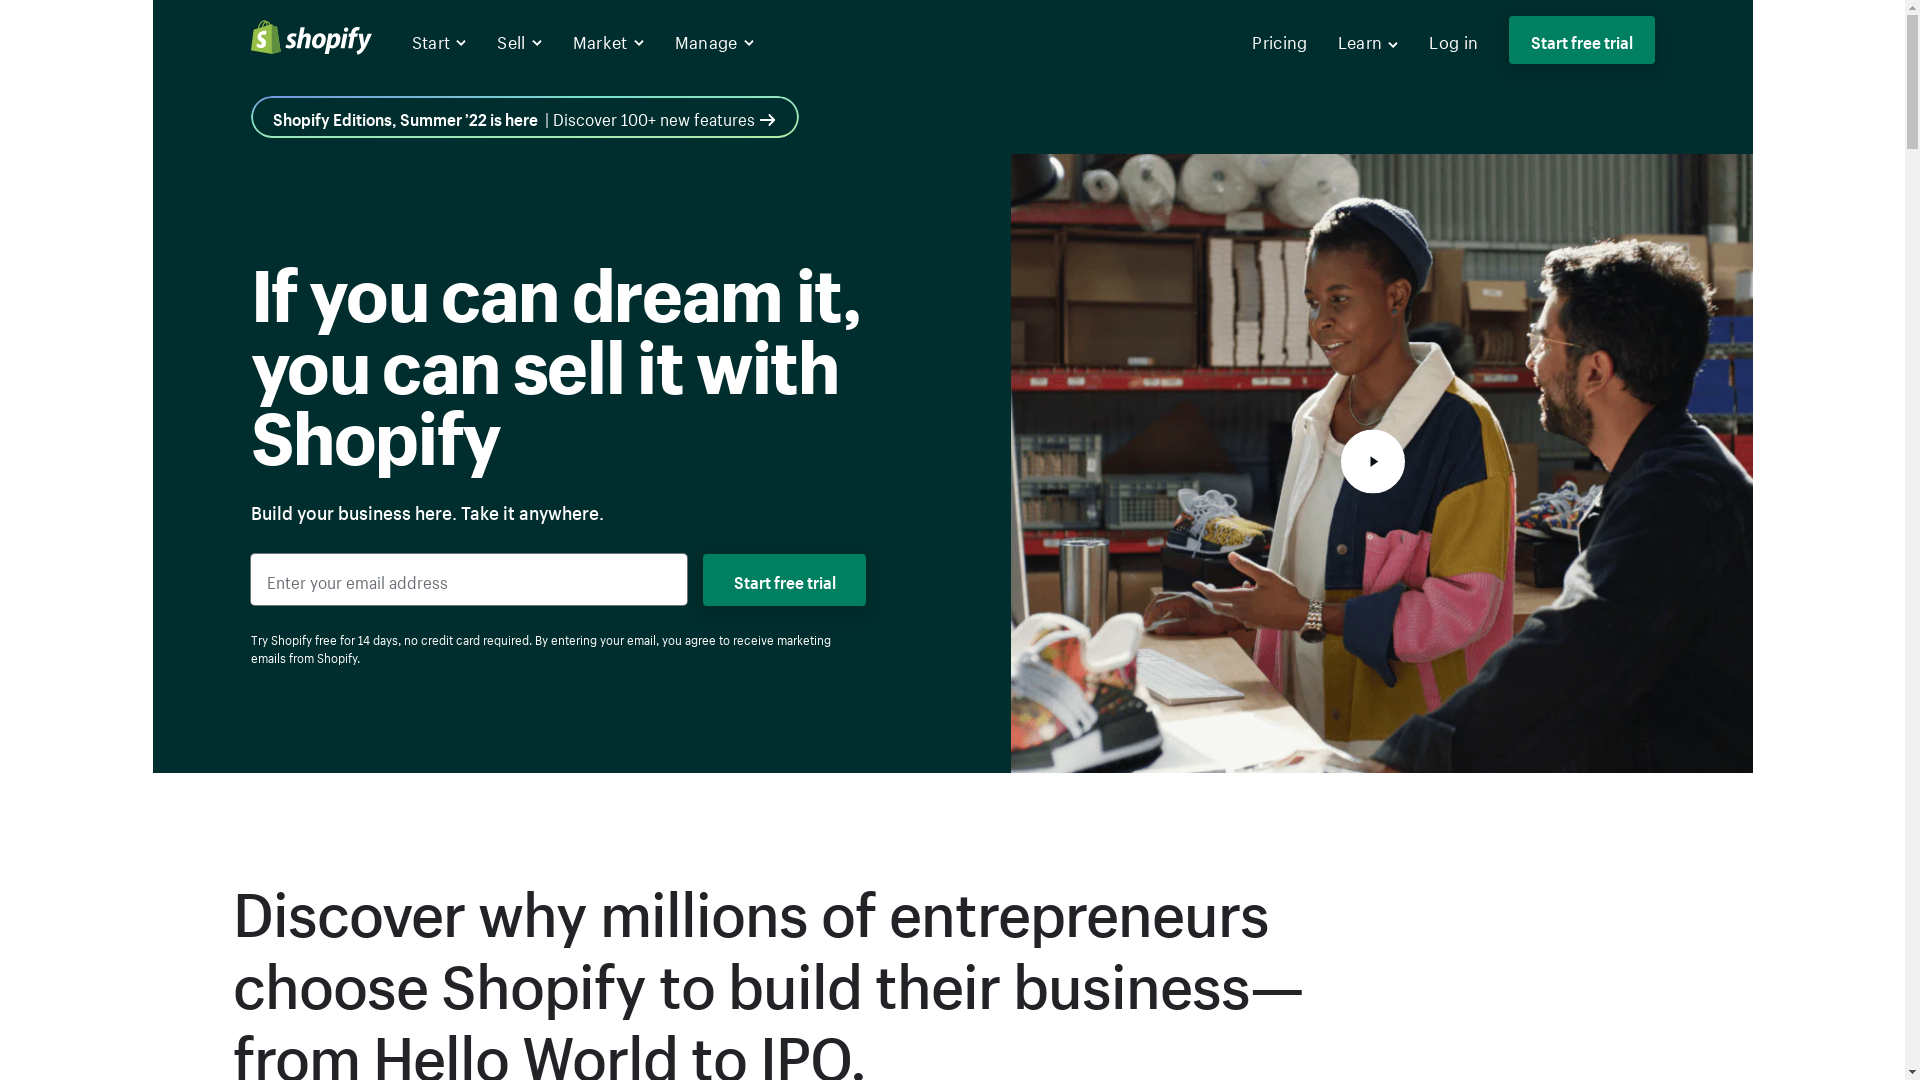 shopify
Start
Sell
Market
Manage
Pricing
Learn
Log in
Start free trial
Shopify Editions, Summer ’22 is here | Discover 100+ new features →
If you can dream it,
you can sell it with
Shopify
Build your business here. Take it anywhere.
Enter your email address
Start free trial
Try Shopify free for 14 days, no credit card required. By entering your email, you agree to receive marketing
emails from Shopify.
Discover why millions of entrepreneurs
choose Shopify to build their business—
from Hello World to IPO.